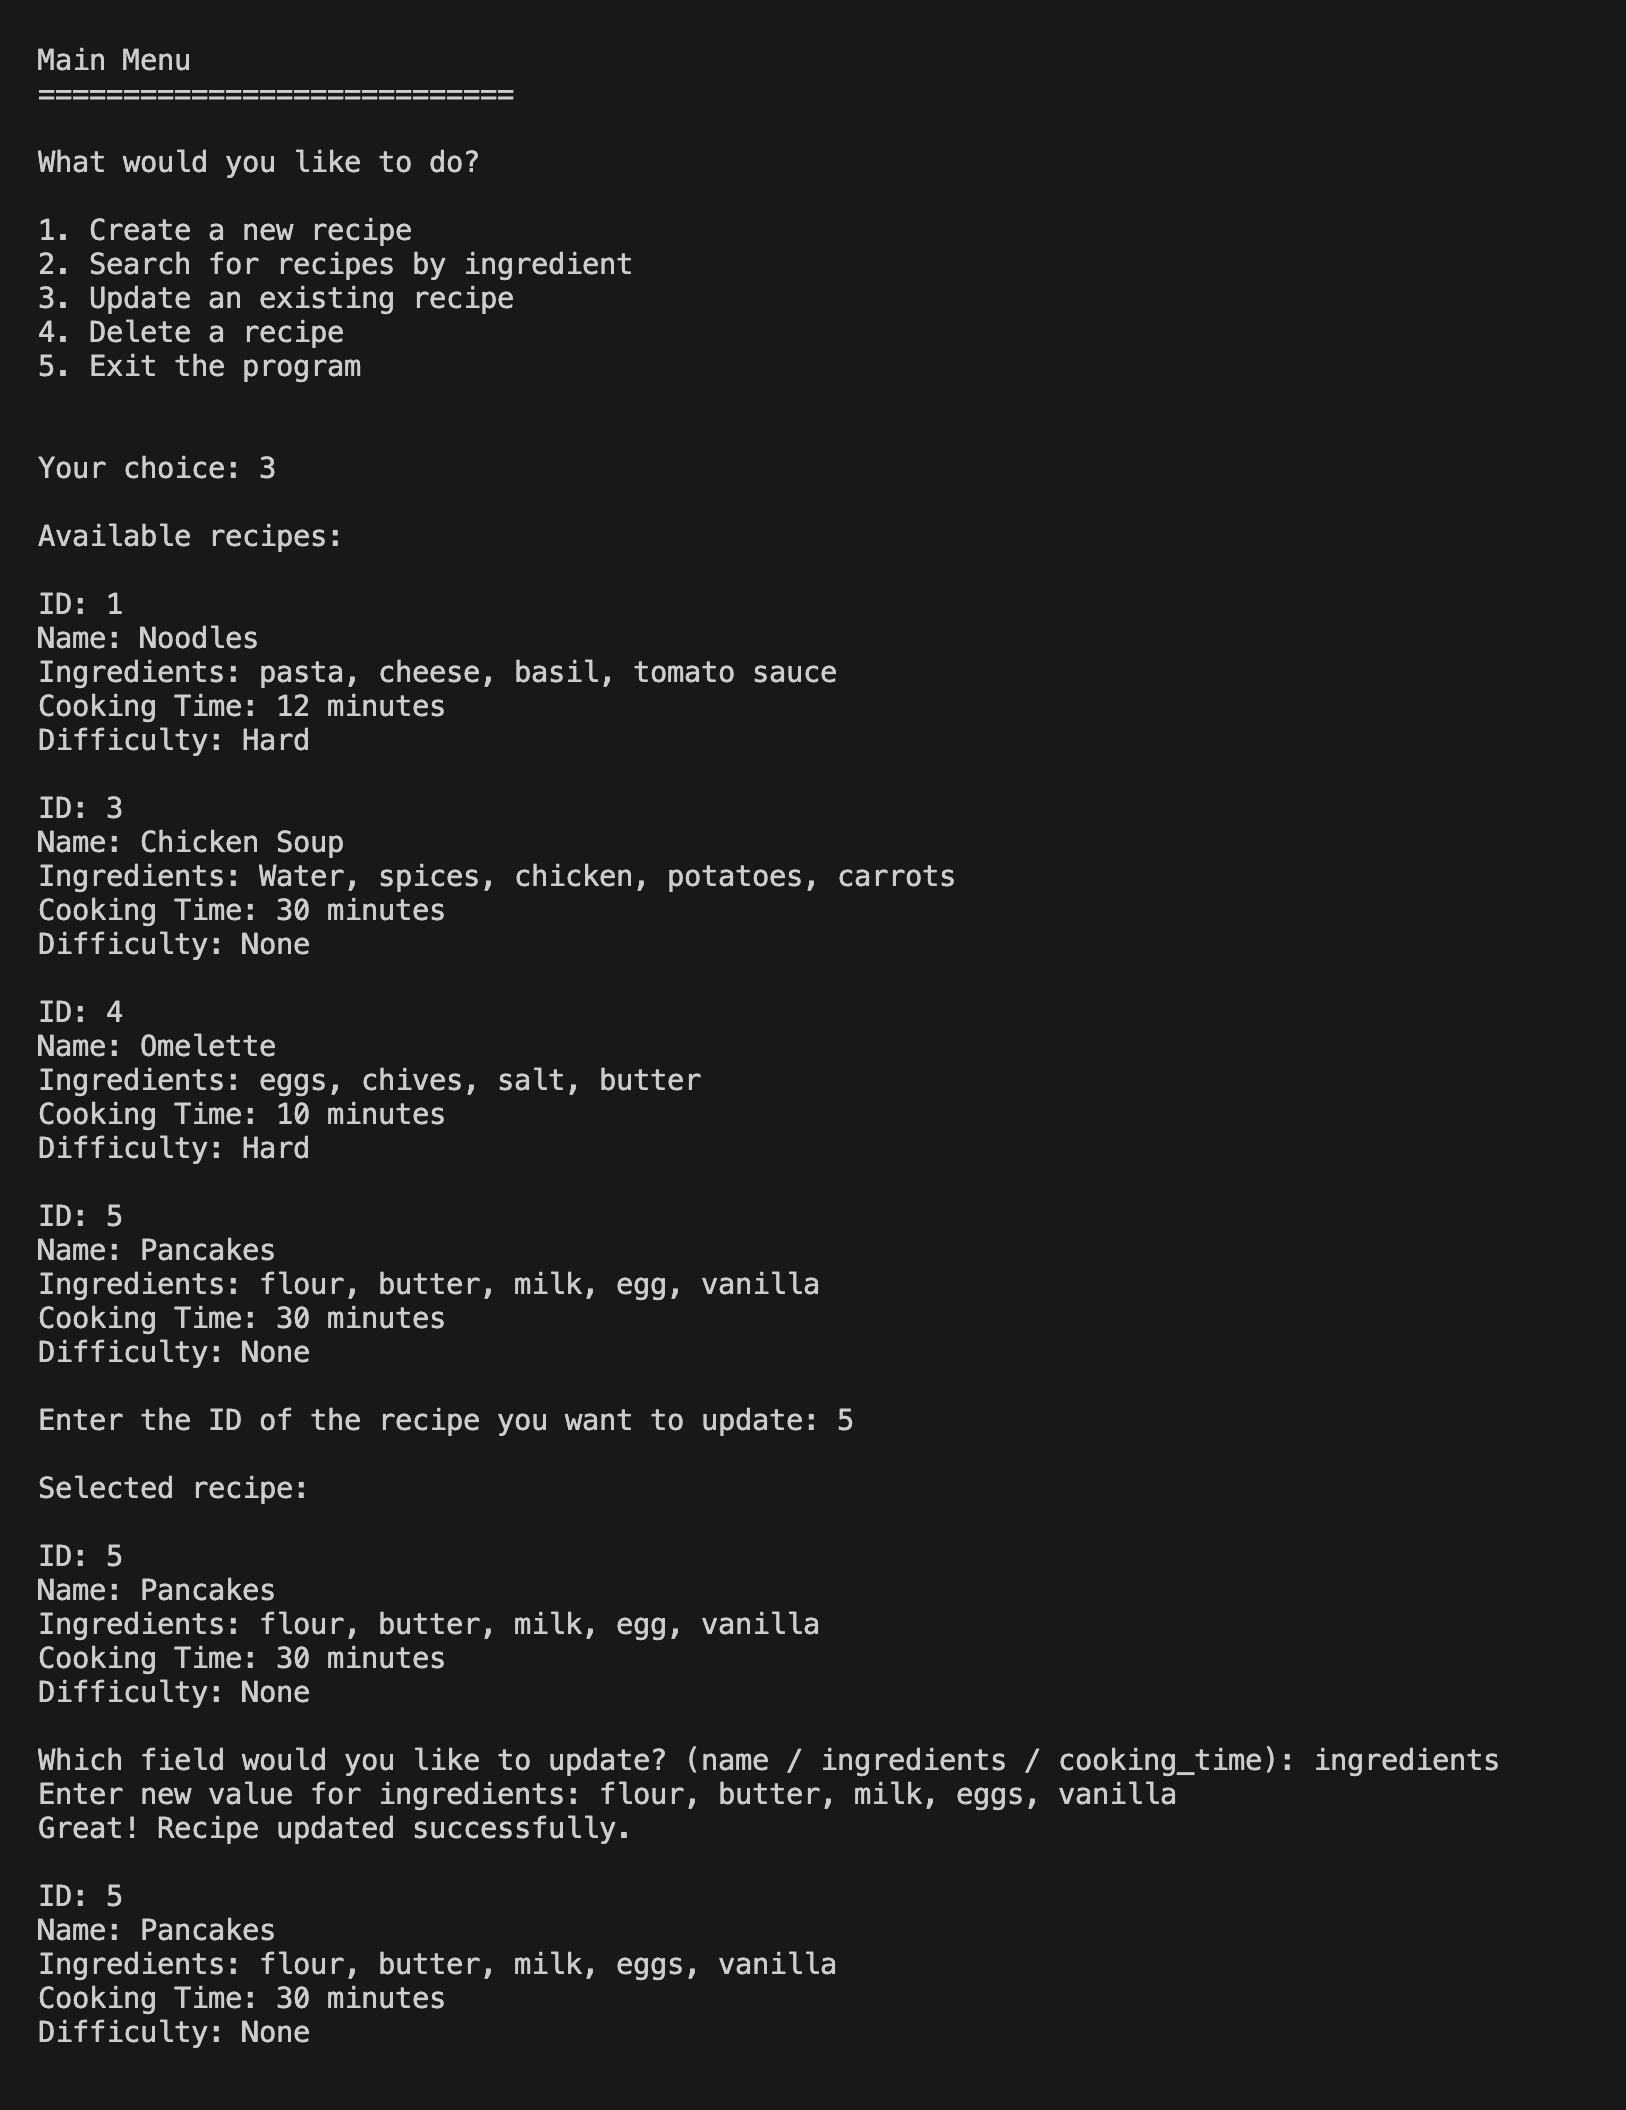 Main Menu
============================
What would you like to do?
1. Create a new recipe
2. Search for recipes by ingredient
3. Update an existing recipe
4. Delete a recipe
5. Exit the program
Your choice: 3
Available recipes:
ID: 1
Name: Noodles
Ingredients: pasta, cheese, basil, tomato sauce
Cooking Time: 12 minutes
Difficulty: Hard
ID: 3
Name: Chicken Soup
Ingredients: Water, spices, chicken, potatoes, carrots
Cooking Time: 30 minutes
Difficulty: None
ID: 4
Name: Omelette
Ingredients: eggs, chives, salt, butter
Cooking Time: 10 minutes
Difficulty: Hard
ID: 5
Name: Pancakes
Ingredients: flour, butter, milk, egg, vanilla
Cooking Time: 30 minutes
Difficulty: None
Enter the ID of the recipe you want to update: 5
Selected recipe:
ID: 5
Name: Pancakes
Ingredients: flour, butter, milk, egg, vanilla
Cooking Time: 30 minutes
Difficulty: None
Which field would you like to update? (name / ingredients / cooking_time): ingredients
Enter new value for ingredients: flour, butter, milk, eggs, vanilla
Great! Recipe updated successfully.
ID: 5
Name: Pancakes
Ingredients: flour, butter, milk, eggs, vanilla
Cooking Time: 30 minutes
Difficulty: None